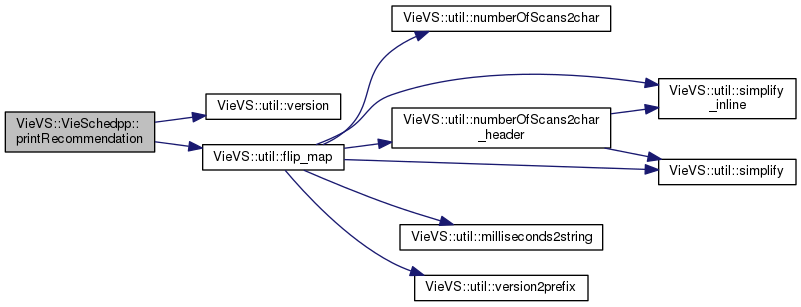 VieVS::VieSchedpp::
printRecommendation
VieVS::util::version
VieVS::util::flip_map
VieVS::util::numberOfScans2char
VieVS::util::numberOfScans2char
_header
VieVS::util::milliseconds2string
VieVS::util::version2prefix
VieVS::util::simplify
_inline
VieVS::util::simplify